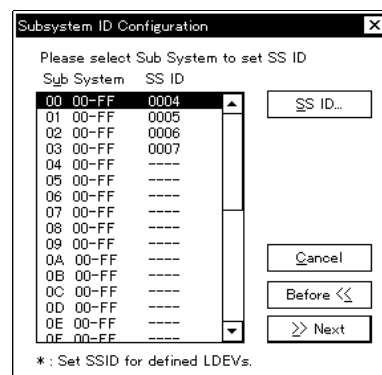 Subsystem ID Configuration
Please select Sub System to set SS ID
Sub System SS ID
00 00-FF 0004
01 00-FF 0005
02 00-FF 0006
03 00-FF 0007
04 00-FF ----
05 00-FF ----
06 00-FF ----
07 00-FF ----
08 00-FF ----
09 00-FF ----
0A 00-FF ----
0B 00-FF ----
0C 00-FF ----
0D 00-FF ----
0E 00-FF ----
0F 00-FF ----
SS ID...
Cancel
Before <<
>> Next
* : Set SSID for defined LDEVs.